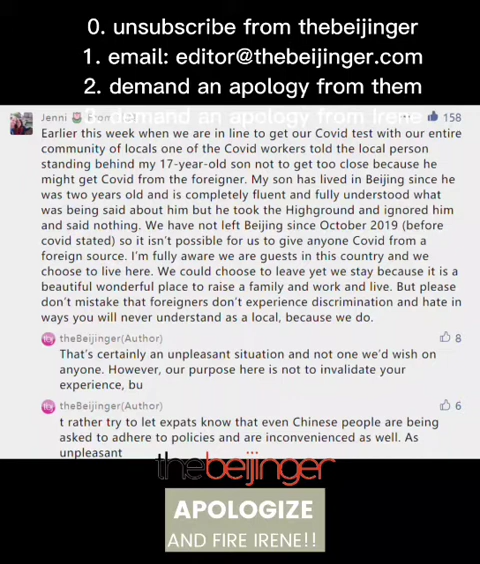 0. unsubscribe from thebeijinger
1. email: editor@thebeijinger.com
2. demand an apology from them
3. demand an apology from Irene
Jenni
158
Earlier this week when we are in line to get our Covid test with our entire
community of locals one of the Covid workers told the local person
standing behind my 17-year-old son not to get too close because he
might get Covid from the foreigner. My son has lived in Beijing since he
was two years old and is completely fluent and fully understood what
was being said about him but he took the Highground and ignored him
and said nothing. We have not left Beijing since October 2019 (before
covid stated) so it isn't possible for us to give anyone Covid from a
foreign source. I'm fully aware we are guests in this country and we
choose to live here. We could choose to leave yet we stay because it is a
beautiful wonderful place to raise a family and work and live. But please
don't mistake that foreigners don't experience discrimination and hate in
ways you will never understand as a local, because we do.
theBeijinger(Author)
8
That's certainly an unpleasant situation and not one we'd wish on
anyone. However, our purpose here is not to invalidate your
experience, bu
theBeijinger(Author)
6
t rather try to let expats know that even Chinese people are being
asked to adhere to policies and are inconvenienced as well. As
unpleasant
thebeijinger
APOLOGIZE
AND FIRE IRENE!!